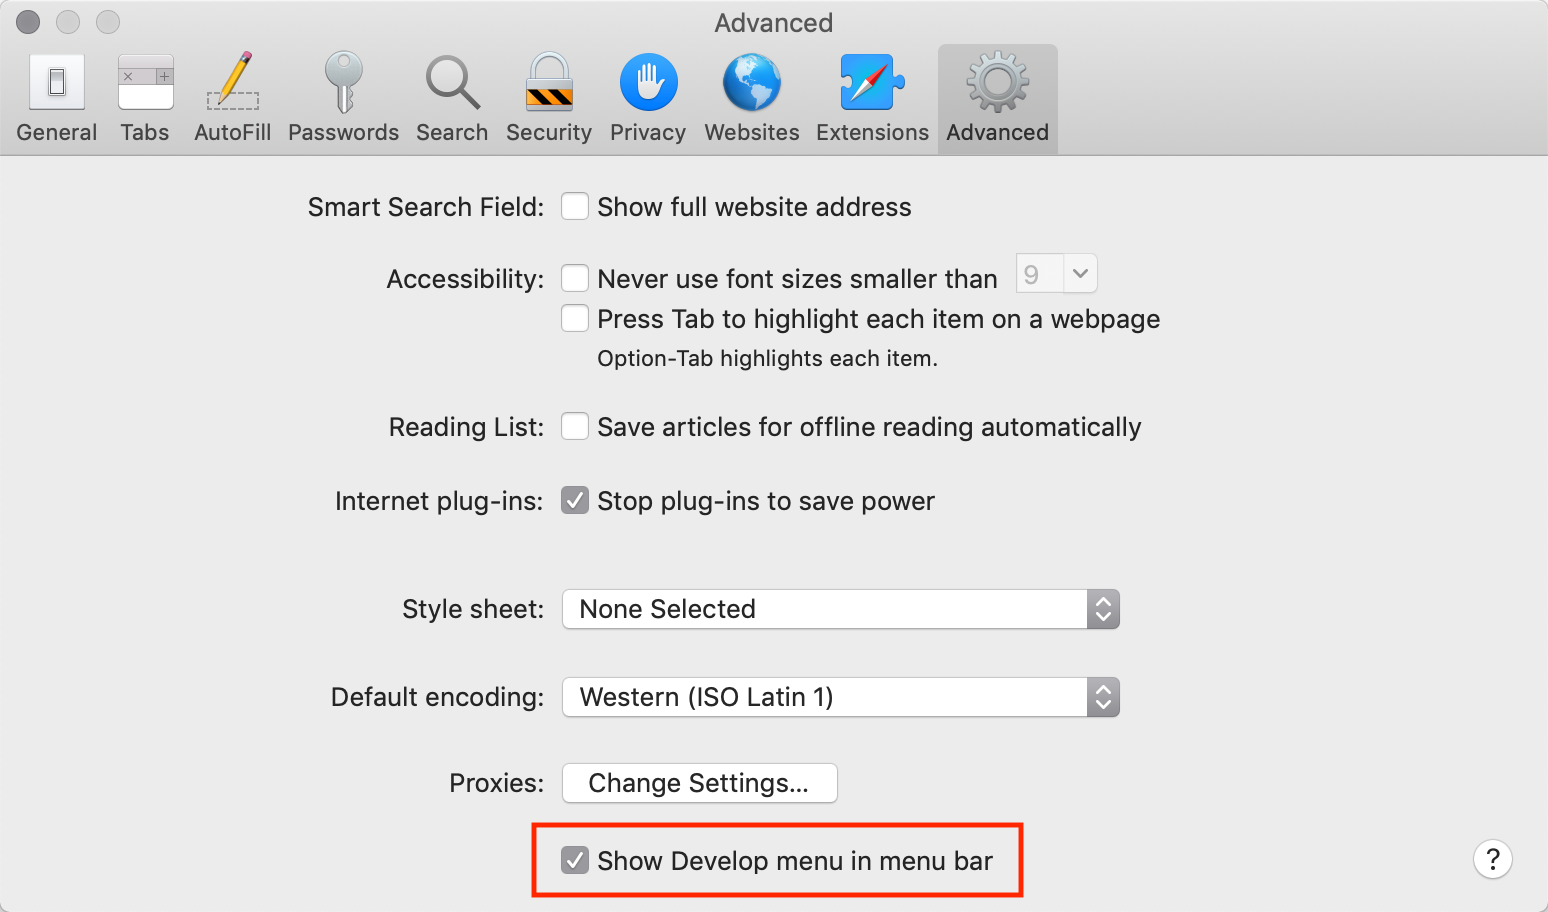 Advanced
General Tabs AutoFill Passwords Search Security Privacy Websites Extensions Advanced
Smart Search Field: Show full website address
Accessibility: Never use font sizes smaller than 9
Press Tab to highlight each item on a webpage
Option-Tab highlights each item.
Reading List: Save articles for offline reading automatically
Internet plug-ins: Stop plug-ins to save power
Style sheet: None Selected
Default encoding: Western (ISO Latin 1)
Proxies: Change Settings...
Show Develop menu in menu bar
?